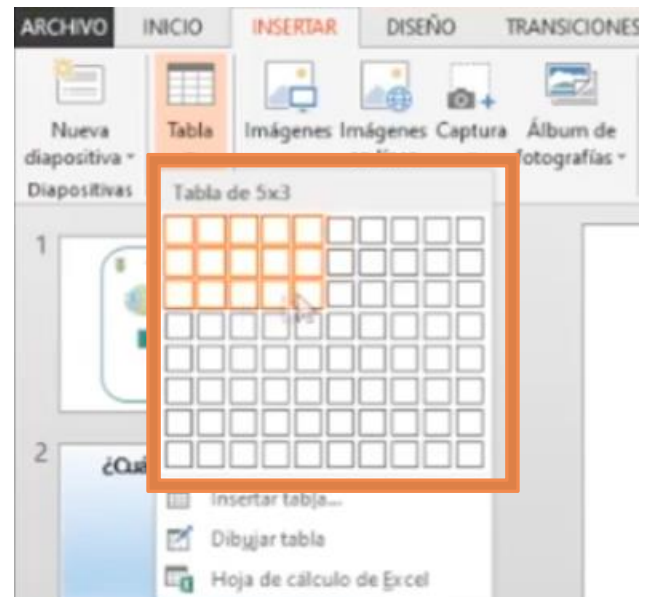 ARCHIVO INICIO INSERTAR DISEÑO TRANSICIONES
Nueva diapositiva
Tabla
Imágenes
Imágenes
Captura
Álbum de fotografías
Diapositivas
Tabla de 5x3
1
2
¿Cuá
Insertar tabla...
Dibujar tabla
Hoja de cálculo de Excel